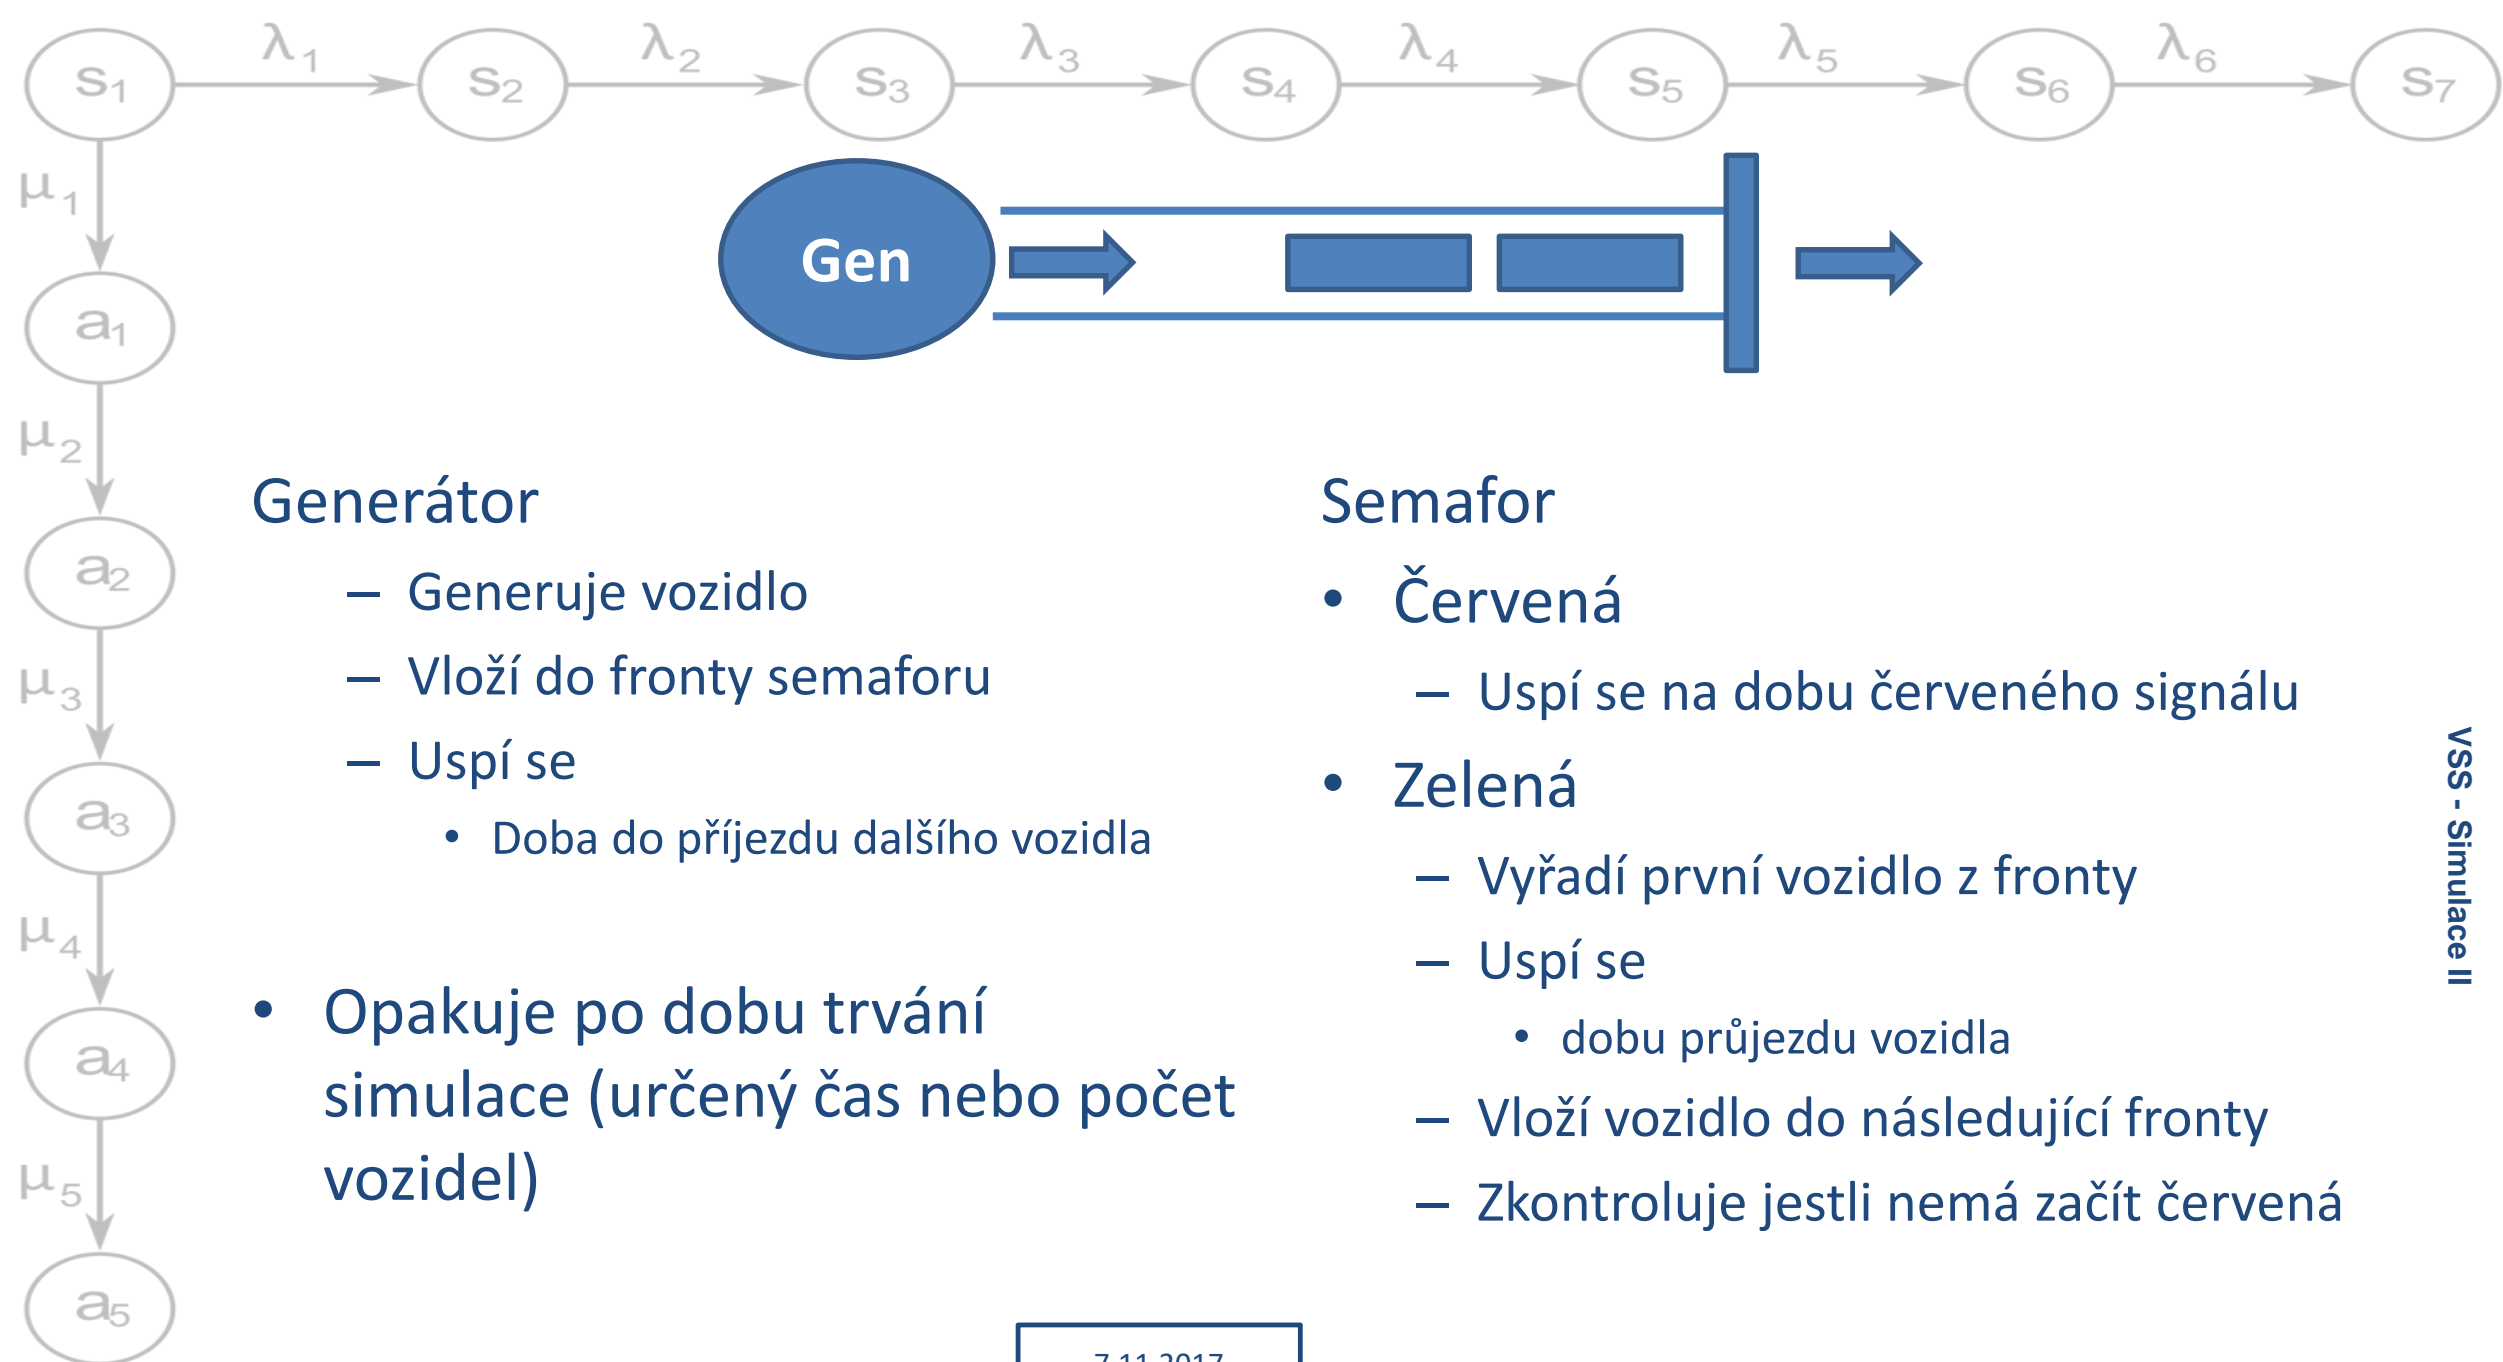 s1 λ1 s2 λ2 s3 λ3 s4 λ4 s5 λ5 s6 λ6 s7
μ1
a1
μ2
a2
μ3
a3
μ4
a4
μ5
a5
Gen
Generátor
– Generuje vozidlo
– Vloží do fronty semaforu
– Uspí se
• Doba do příjezdu dalšího vozidla
• Opakuje po dobu trvání
simulace (určený čas nebo počet
vozidel)
Semafor
• Červená
– Uspí se na dobu červeného signálu
• Zelená
– Vyřadí první vozidlo z fronty
– Uspí se
• dobu průjezdu vozidla
– Vloží vozidlo do následující fronty
– Zkontroluje jestli nemá začít červená
VSS - Simulace II
7.11.2017